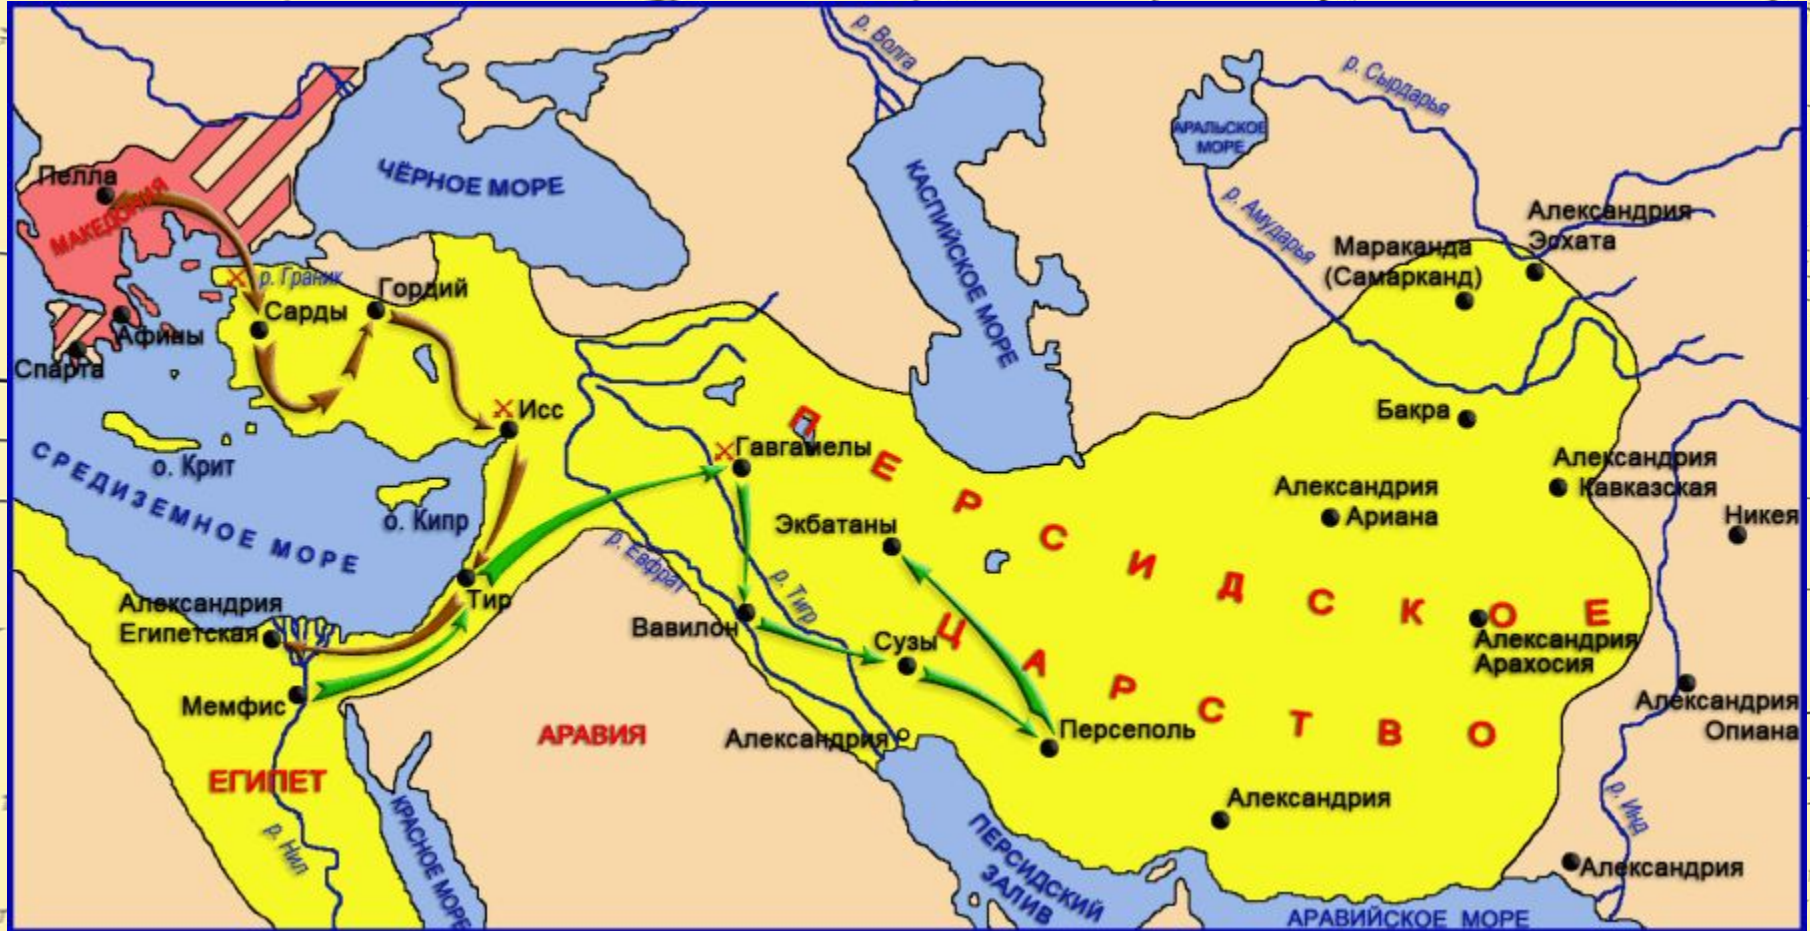 р. Волга
р. Сырдарья
АРАЛЬСКОЕ
МОРЕ
ЧЁРНОЕ МОРЕ
КАСПИЙСКОЕ МОРЕ
Пелла
МАКЕДОНИЯ
р. Амударья
Александрия
Эсхата
Мараканда
(Самарканд)
р. Граник
Гордий
Сарды
Афины
Спарта
Исс
Бакра
Гавгамелы
ПЕРСИДСКОЕ
ЦАРСТВО
о. Крит
СРЕДИЗЕМНОЕ МОРЕ
о. Кипр
Александрия
Кавказская
Александрия
Ариана
Никея
Экбатаны
р. Евфрат
р. Тигр
Александрия
Египетская
Тир
Вавилон
Сузы
Александрия
Арахосия
Мемфис
Александрия
Опиана
АРАВИЯ
Александрия
Персеполь
ЕГИПЕТ
КРАСНОЕ МОРЕ
р. Нил
Александрия
р. Инд
ПЕРСИДСКИЙ
ЗАЛИВ
Александрия
АРАВИЙСКОЕ МОРЕ